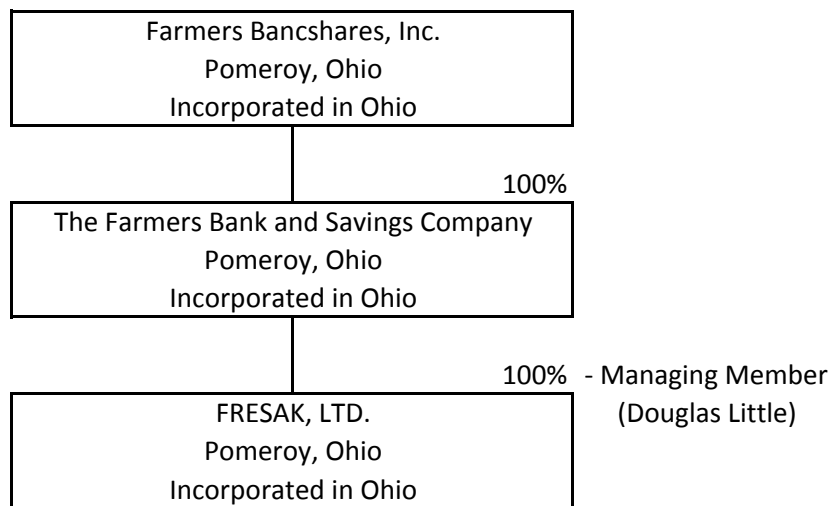 Farmers Bancshares, Inc.
Pomeroy, Ohio
Incorporated in Ohio
100%
The Farmers Bank and Savings Company
Pomeroy, Ohio
Incorporated in Ohio
100% - Managing Member
FRESAK, LTD. (Douglas Little)
Pomeroy, Ohio
Incorporated in Ohio